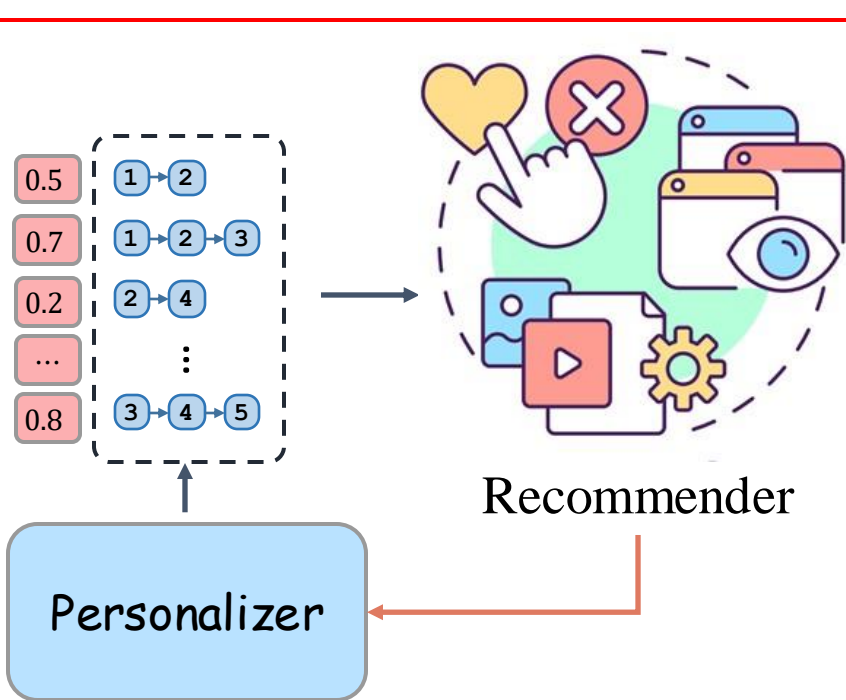 0.5 1 2
0.7 1 2 3
0.2 2 4
... ⋮
0.8 3 4 5
Recommender
Personalizer